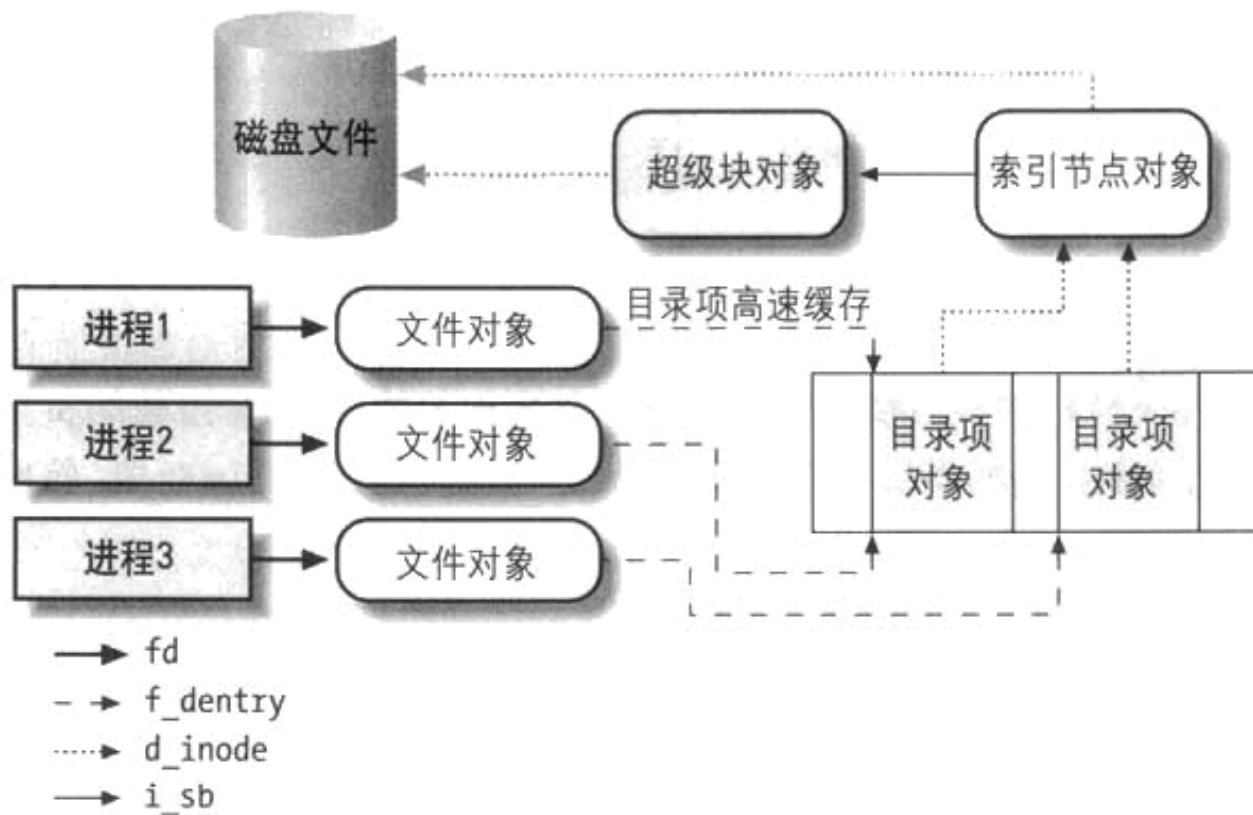 磁盘文件
超级块对象
索引节点对象
进程1
文件对象
目录项高速缓存
进程2
文件对象
目录项
对象
目录项
对象
进程3
文件对象
fd
f_dentry
d_inode
i_sb